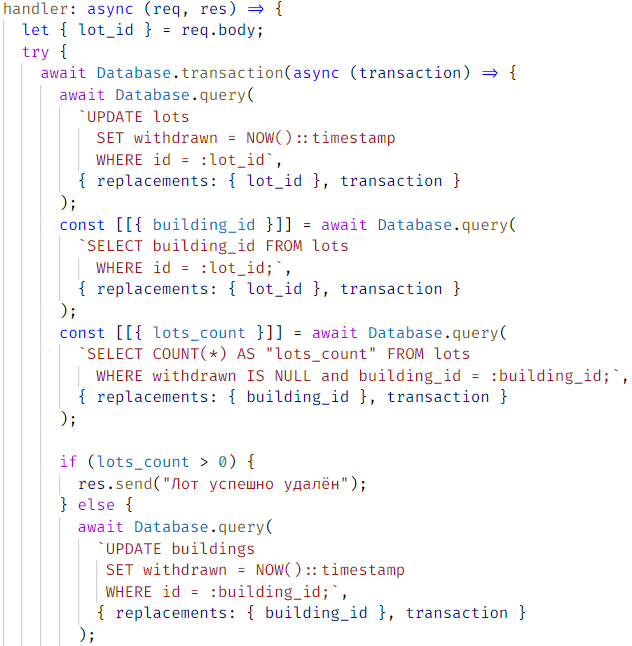 handler: async (req, res) => {
let { lot_id } = req.body;
try {
await Database.transaction(async (transaction) => {
await Database.query(
`UPDATE lots
SET withdrawn = NOW()::timestamp
WHERE id = :lot_id`,
{ replacements: { lot_id }, transaction }
);
const [[{ building_id }]] = await Database.query(
`SELECT building_id FROM lots
WHERE id = :lot_id;`,
{ replacements: { lot_id }, transaction }
);
const [[{ lots_count }]] = await Database.query(
`SELECT COUNT(*) AS "lots_count" FROM lots
WHERE withdrawn IS NULL and building_id = :building_id;`,
{ replacements: { building_id }, transaction }
);
if (lots_count > 0) {
res.send("Лот успешно удалён");
} else {
await Database.query(
`UPDATE buildings
SET withdrawn = NOW()::timestamp
WHERE id = :building_id;`,
{ replacements: { building_id }, transaction }
);